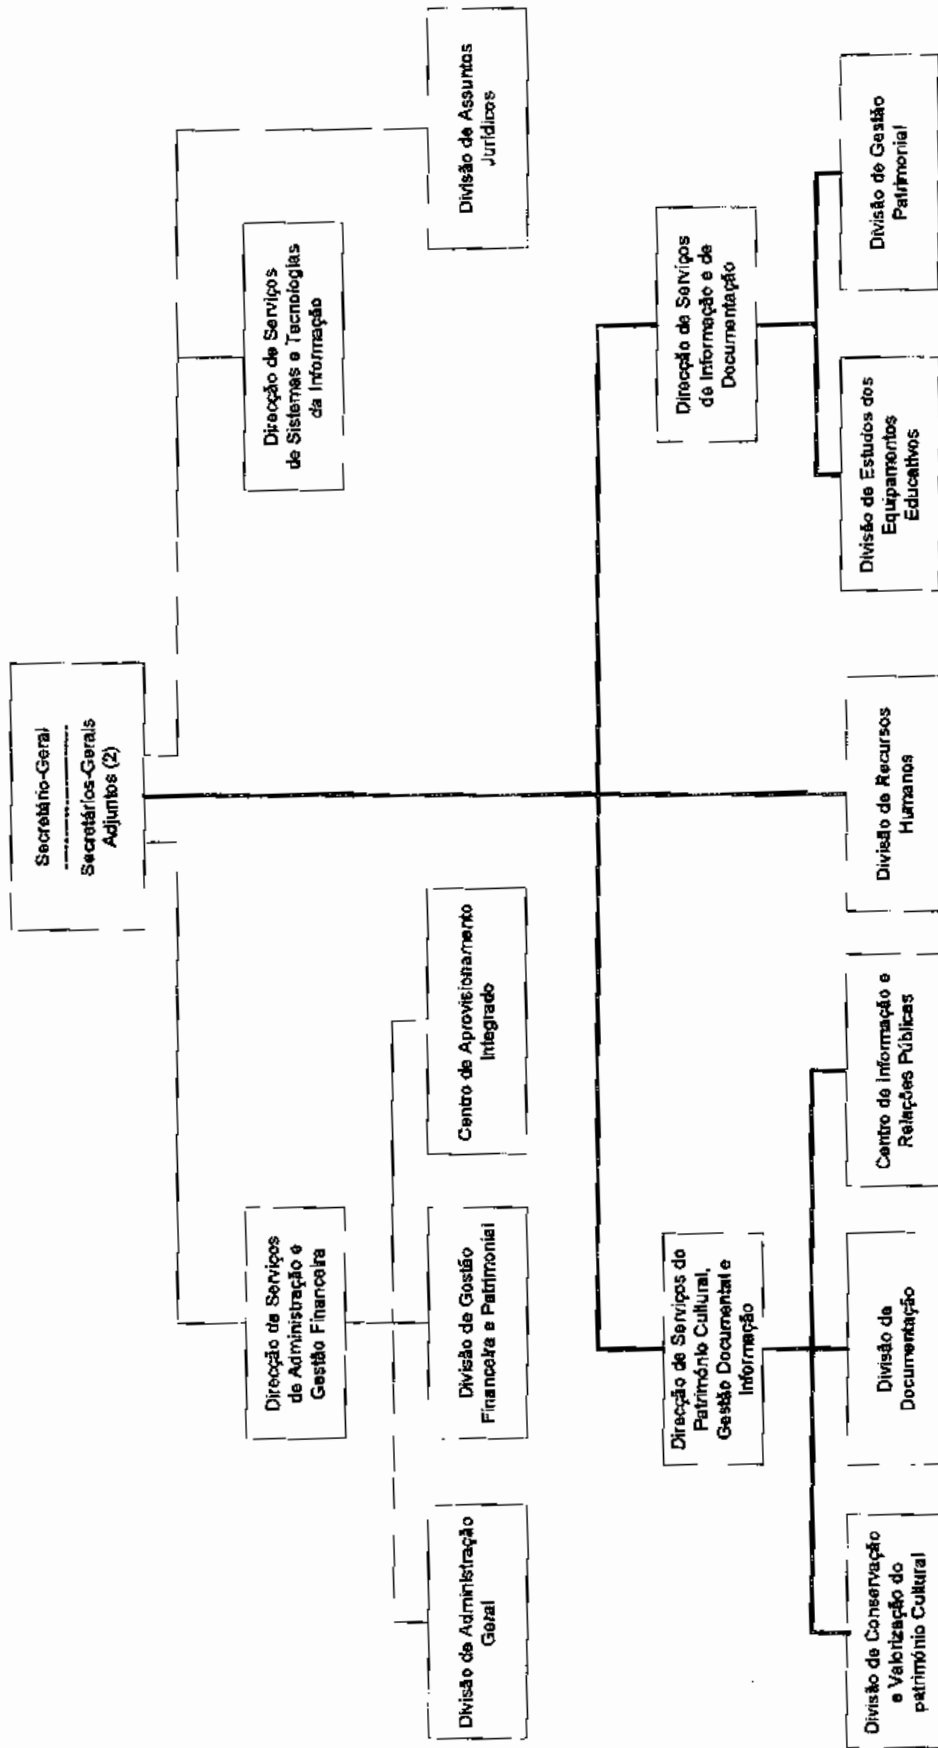 Secretário-Geral
Secretários-Gerais
Adjuntos (2)
Direcção de Serviços
de Administração e
Gestão Financeira
Direcção de Serviços
de Sistemas e Tecnologias
da Informação
Divisão de Administração
Geral
Divisão de Gestão
Financeira e Patrimonial
Centro de Aprovisionamento
Integrado
Divisão de Assuntos
Jurídicos
Direcção de Serviços do
Património Cultural,
Gestão Documental e
Informação
Direcção de Serviços
de Informação e de
Documentação
Divisão de Conservação
e Valorização do
património Cultural
Divisão de
Documentação
Centro de Informação e
Relações Públicas
Divisão de Recursos
Humanos
Divisão de Estudos dos
Equipamentos
Educativos
Divisão de Gestão
Patrimonial